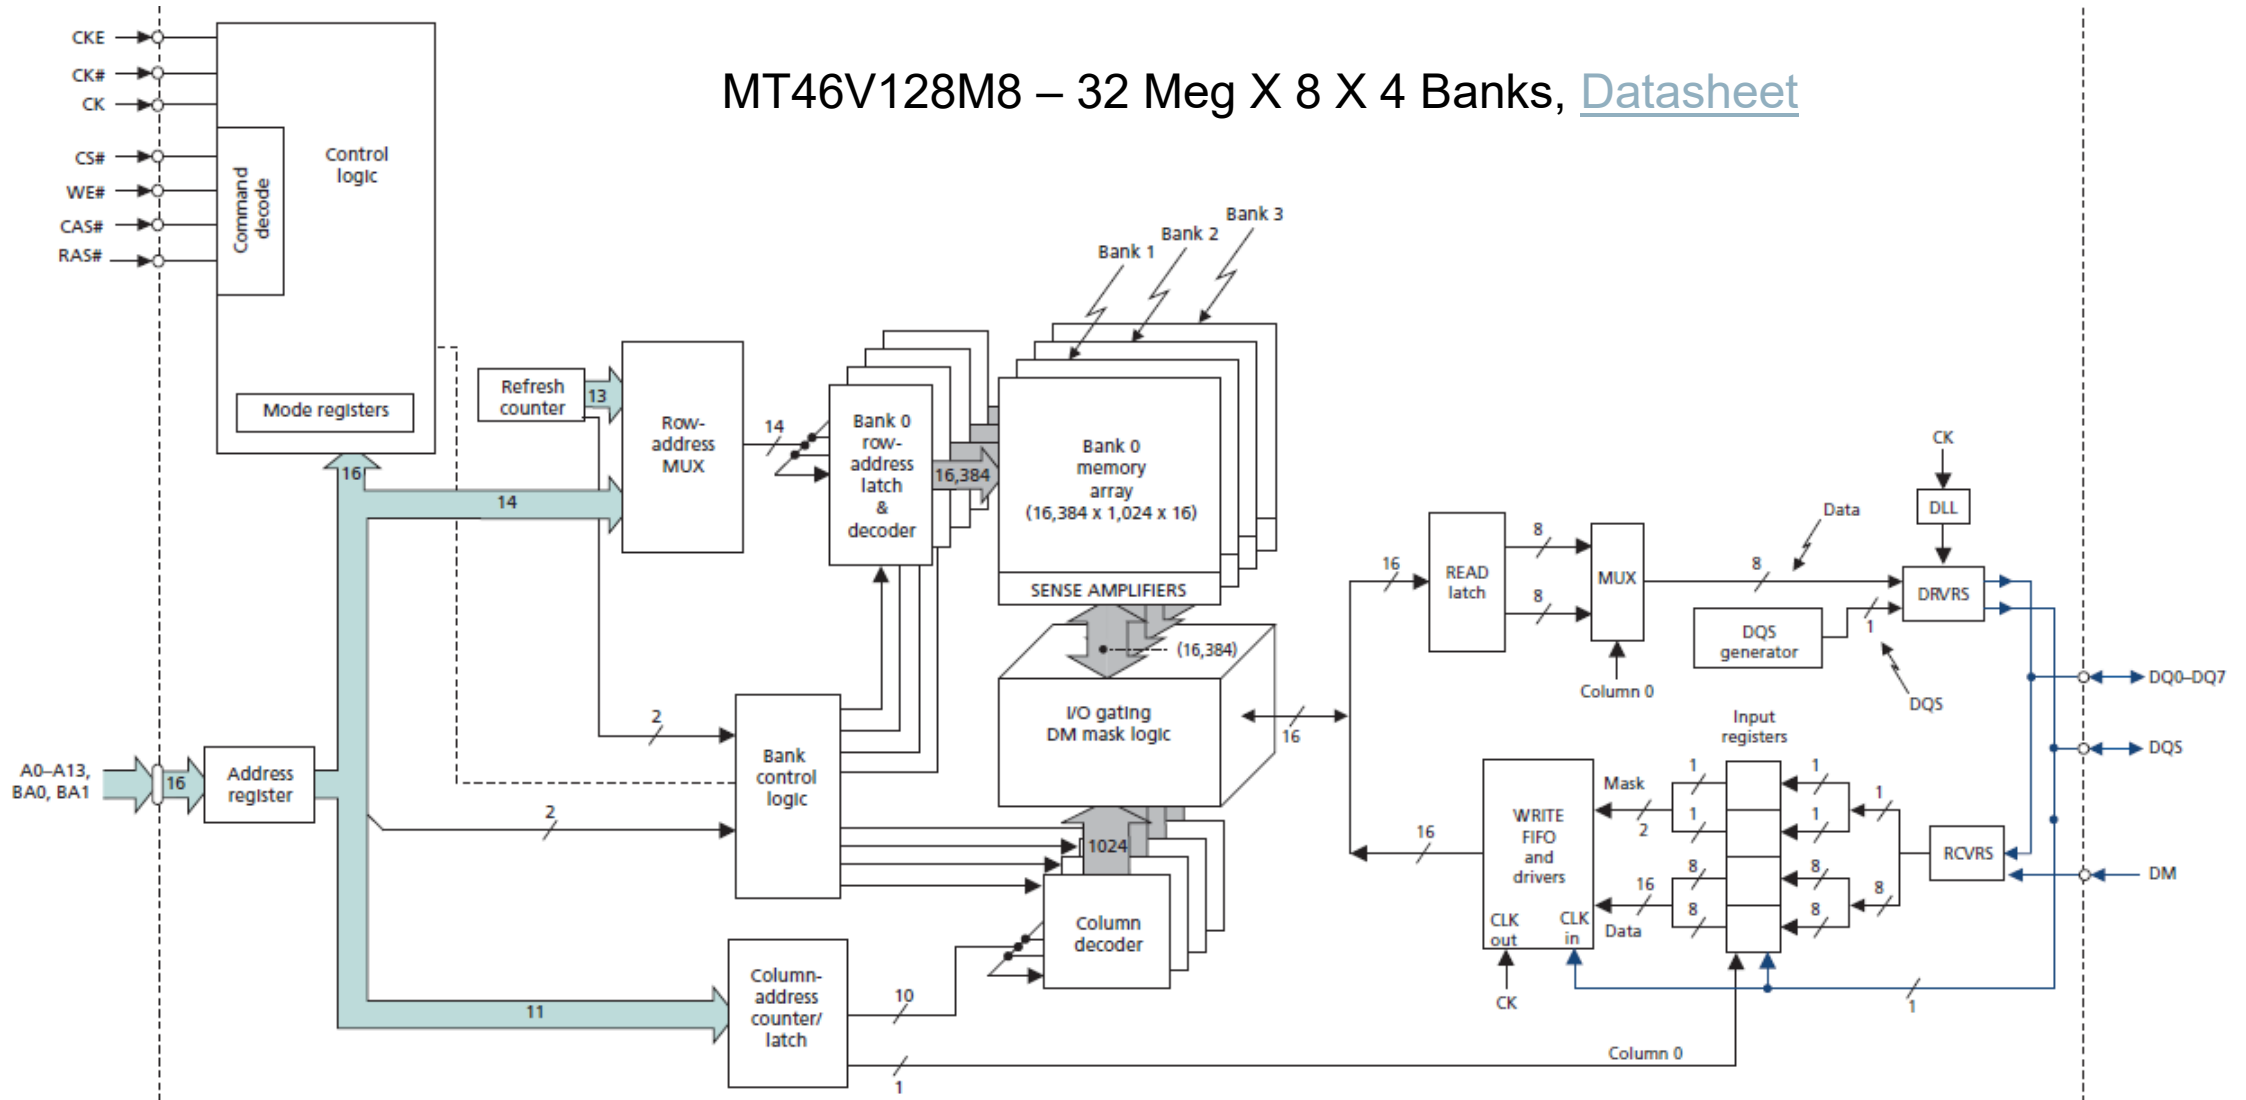 MT46V128M8 – 32 Meg X 8 X 4 Banks, Datasheet
CKE
CK#
CK
CS#
WE#
CAS#
RAS#
Command
decode
Control
logic
Mode registers
16
Refresh
counter
13
14
Row-
address
MUX
14
Bank 0
row-
address
latch
&
decoder
16,384
Bank 1
Bank 2
Bank 3
Bank 0
memory
array
(16,384 x 1,024 x 16)
SENSE AMPLIFIERS
(16,384)
I/O gating
DM mask logic
16
1024
Column
decoder
2
2
Bank
control
logic
A0–A13,
BA0, BA1
16
Address
register
11
Column-
address
counter/
latch
10
1
Column 0
16
READ
latch
8
8
MUX
Column 0
8
Data
CK
DLL
DRVRS
DQS
generator
1
DQS
DQ0–DQ7
DQS
DM
Input
registers
16
WRITE
FIFO
and
drivers
CLK
out
CLK
in
CK
Mask
2
16
Data
1
1
8
8
1
1
8
8
1
8
RCVRS
1